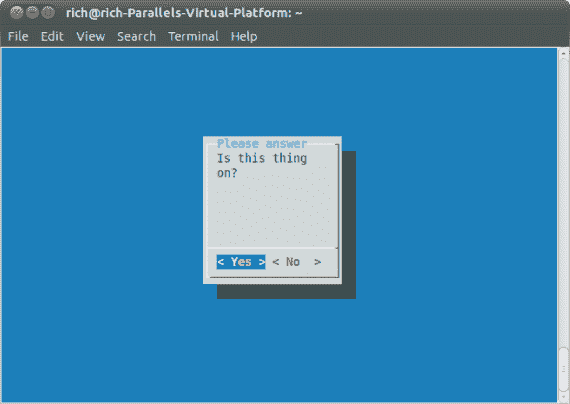 rich@rich-Parallels-Virtual-Platform: ~
File Edit View Search Terminal Help
Please answer
Is this thing
on?
< Yes > < No  >